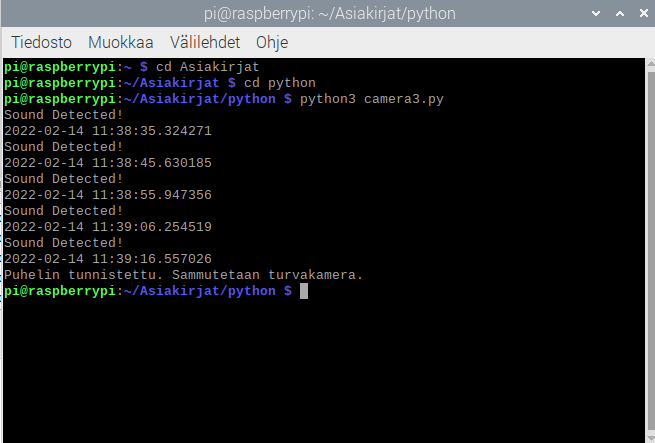 pi@raspberrypi: ~/Asiakirjat/python
Tiedosto Muokkaa Välilehdet Ohje
pi@raspberrypi:~ $ cd Asiakirjat
pi@raspberrypi:~/Asiakirjat $ cd python
pi@raspberrypi:~/Asiakirjat/python $ python3 camera3.py
Sound Detected!
2022-02-14 11:38:35.324271
Sound Detected!
2022-02-14 11:38:45.630185
Sound Detected!
2022-02-14 11:38:55.947356
Sound Detected!
2022-02-14 11:39:06.254519
Sound Detected!
2022-02-14 11:39:16.557026
Puhelin tunnistettu. Sammutetaan turvakamera.
pi@raspberrypi:~/Asiakirjat/python $